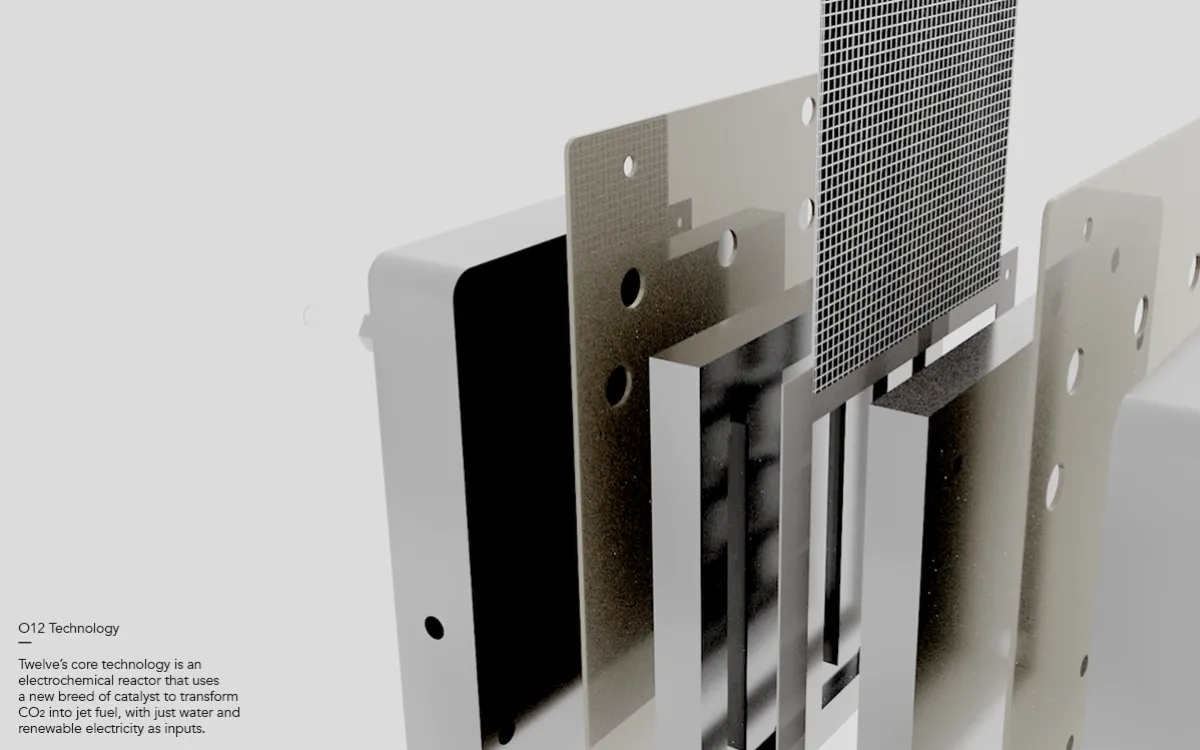 O12 Technology
Twelve’s core technology is an
electrochemical reactor that uses
a new breed of catalyst to transform
CO₂ into jet fuel, with just water and
renewable electricity as inputs.